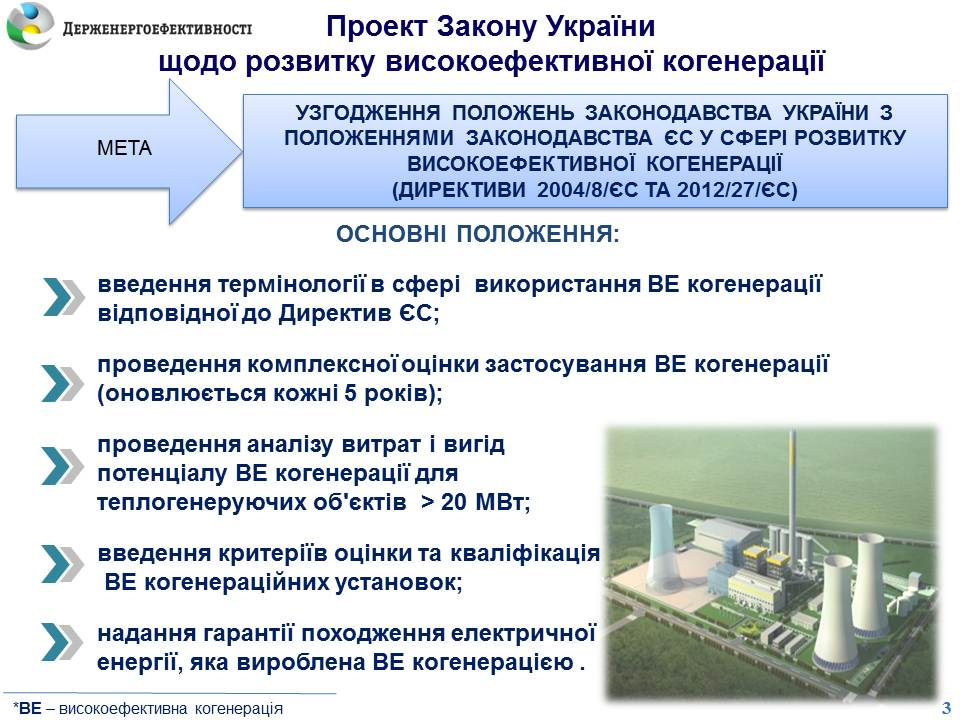 ДЕРЖЕНЕРГОЕФЕКТИВНОСТІ
Проект Закону України
щодо розвитку високоефективної когенерації
МЕТА
УЗГОДЖЕННЯ ПОЛОЖЕНЬ ЗАКОНОДАВСТВА УКРАЇНИ З
ПОЛОЖЕННЯМИ ЗАКОНОДАВСТВА ЄС У СФЕРІ РОЗВИТКУ
ВИСОКОЕФЕКТИВНОЇ КОГЕНЕРАЦІЇ
(ДИРЕКТИВИ 2004/8/ЄС ТА 2012/27/ЄС)
ОСНОВНІ ПОЛОЖЕННЯ:
введення термінології в сфері використання ВЕ когенерації
відповідної до Директив ЄС;
проведення комплексної оцінки застосування ВЕ когенерації
(оновлюється кожні 5 років);
проведення аналізу витрат і вигід
потенціалу ВЕ когенерації для
теплогенеруючих об'єктів > 20 МВт;
введення критеріїв оцінки та кваліфікація
ВЕ когенераційних установок;
надання гарантії походження електричної
енергії, яка вироблена ВЕ когенерацією .
*ВЕ – високоефективна когенерація
3